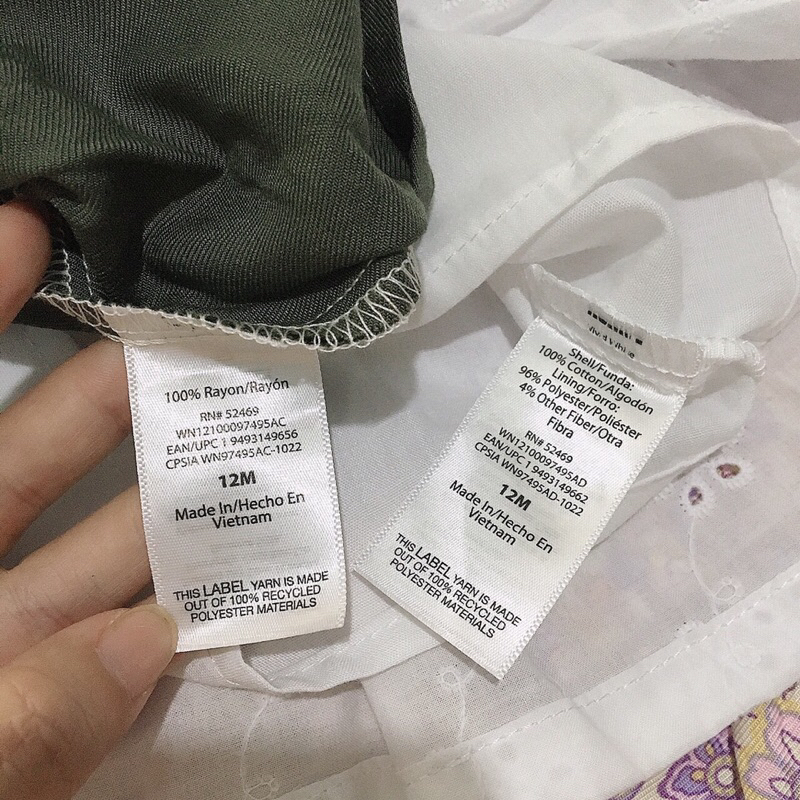 100% Rayon/Rayón
RN# 52469
WN12100097495AC
EAN/UPC 1 9493149656
CPSIA WN97495AC-1022
12M
Made In/Hecho En
Vietnam
THIS LABEL YARN IS MADE
OUT OF 100% RECYCLED
POLYESTER MATERIALS
Shell/Funda:
100% Cotton/Algodón
Lining/Forro:
96% Polyester/Poliéster
4% Other Fiber/Otra
Fibra
RN# 52469
WN12100097495AD
EAN/UPC 1 9493149662
CPSIA WN97495AD-1022
12M
Made In/Hecho En
Vietnam
THIS LABEL YARN IS MADE
OUT OF 100% RECYCLED
POLYESTER MATERIALS